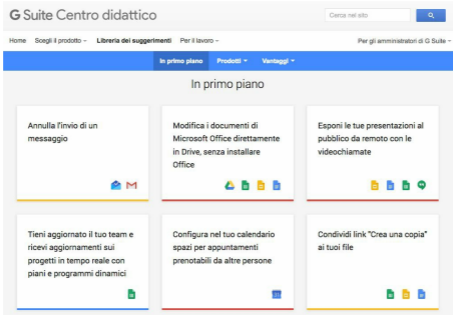 G Suite Centro didattico
Cerca nel sito
Home Scegli il prodotto Libreria dei suggerimenti Per il lavoro Per gli amministratori di G Suite
In primo piano Prodotti Vantaggi
In primo piano
Annulla l'invio di un
messaggio
Modifica i documenti di
Microsoft Office direttamente
in Drive, senza installare
Office
Esponi le tue presentazioni al
pubblico da remoto con le
videochiamate
Tieni aggiornato il tuo team e
ricevi aggiornamenti sui
progetti in tempo reale con
piani e programmi dinamici
Configura nel tuo calendario
spazi per appuntamenti
prenotabili da altre persone
Condividi link "Crea una copia"
ai tuoi file